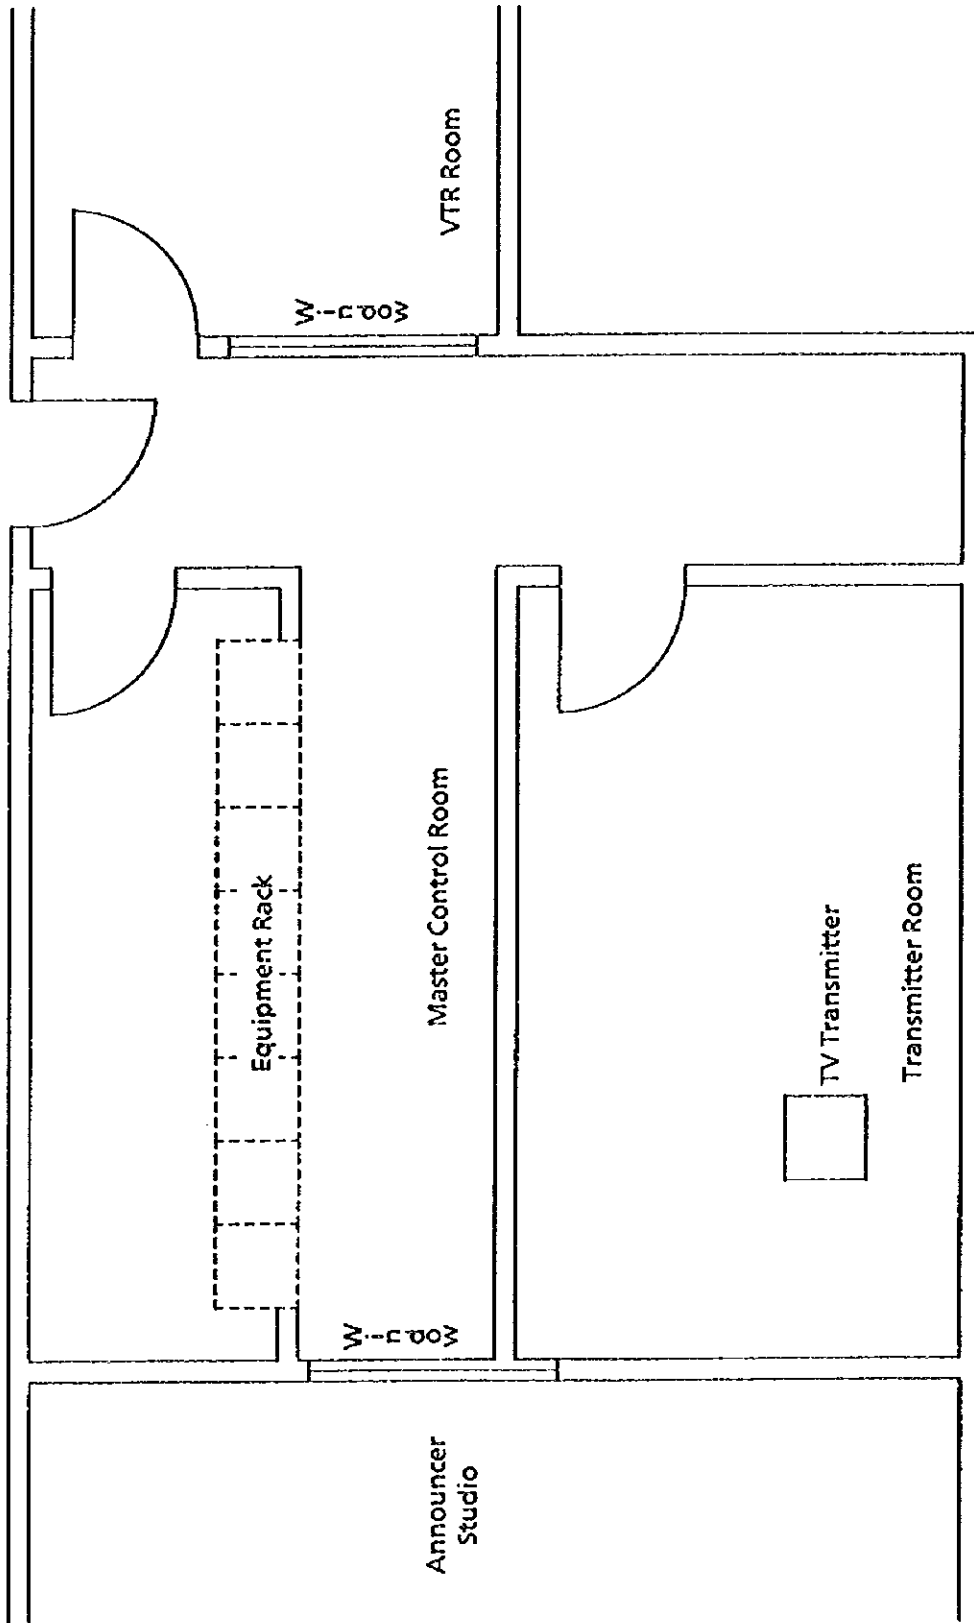 VTR Room
Window
Equipment Rack
Master Control Room
TV Transmitter
Transmitter Room
Window
Announcer
Studio